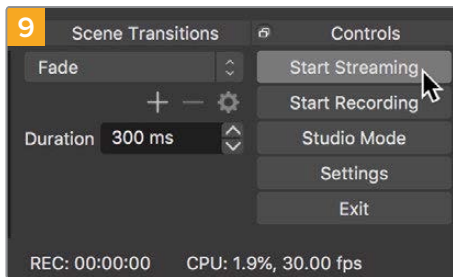 9
Scene Transitions
Controls
Fade
Start Streaming
Start Recording
Duration 300 ms
Studio Mode
Settings
Exit
REC: 00:00:00 CPU: 1.9%, 30.00 fps